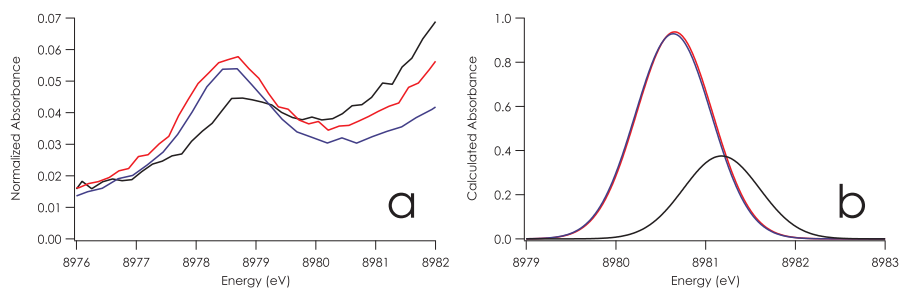 Normalized Absorbance
0.07
0.06
0.05
0.04
0.03
0.02
0.01
0.00
8976 8977 8978 8979 8980 8981 8982
Energy (eV)
a
Calculated Absorbance
1.0
0.8
0.6
0.4
0.2
0.0
8979 8980 8981 8982 8983
Energy (eV)
b